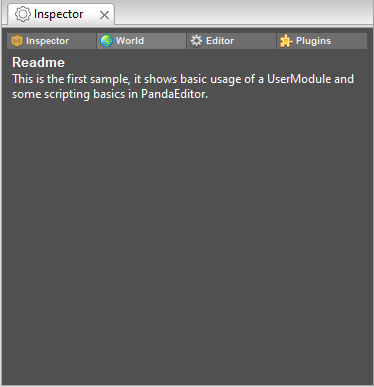 Inspector
Inspector World Editor Plugins
Readme
This is the first sample, it shows basic usage of a UserModule and
some scripting basics in PandaEditor.